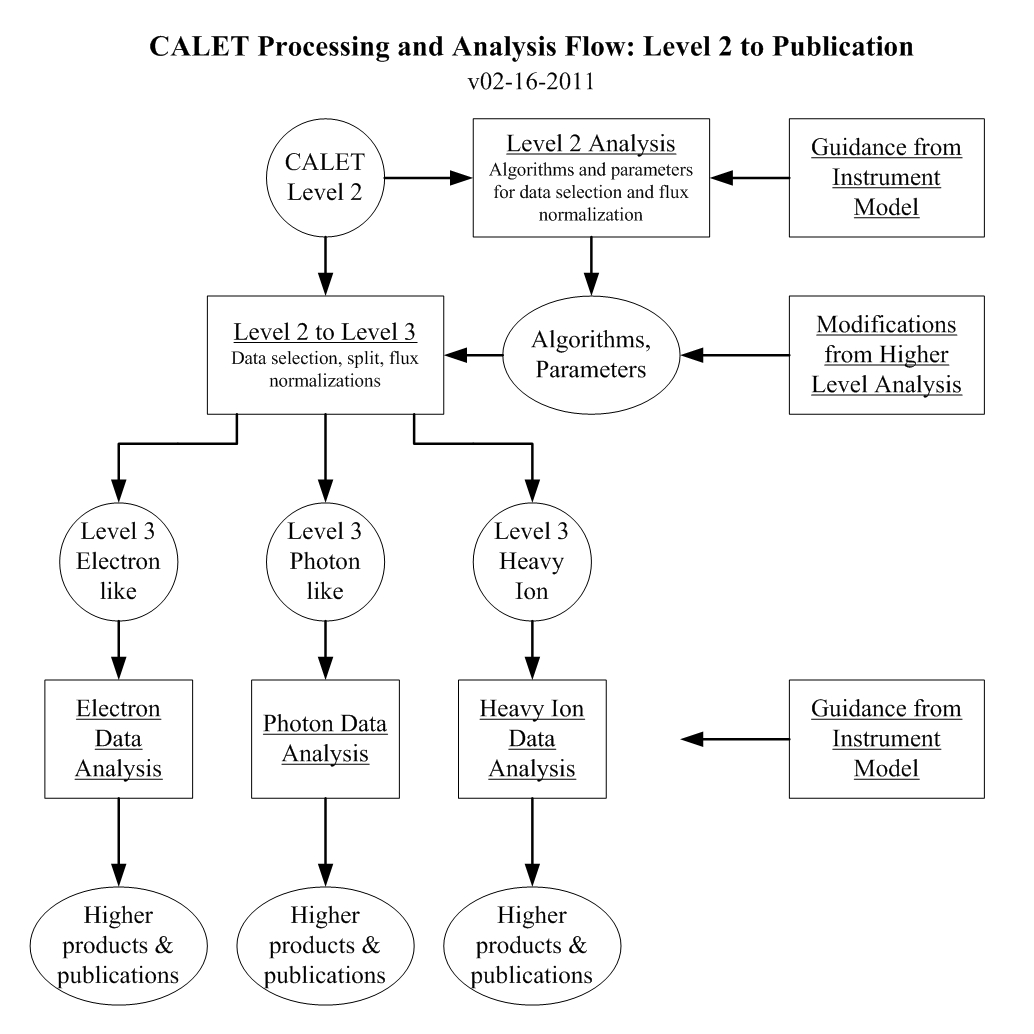 CALET Processing and Analysis Flow: Level 2 to Publication
v02-16-2011
CALET
Level 2
Level 2 Analysis
Algorithms and parameters
for data selection and flux
normalization
Guidance from
Instrument
Model
Level 2 to Level 3
Data selection, split, flux
normalizations
Algorithms,
Parameters
Modifications
from Higher
Level Analysis
Level 3
Electron
like
Level 3
Photon
like
Level 3
Heavy
Ion
Electron
Data
Analysis
Photon Data
Analysis
Heavy Ion
Data
Analysis
Guidance from
Instrument
Model
Higher
products &
publications
Higher
products &
publications
Higher
products &
publications